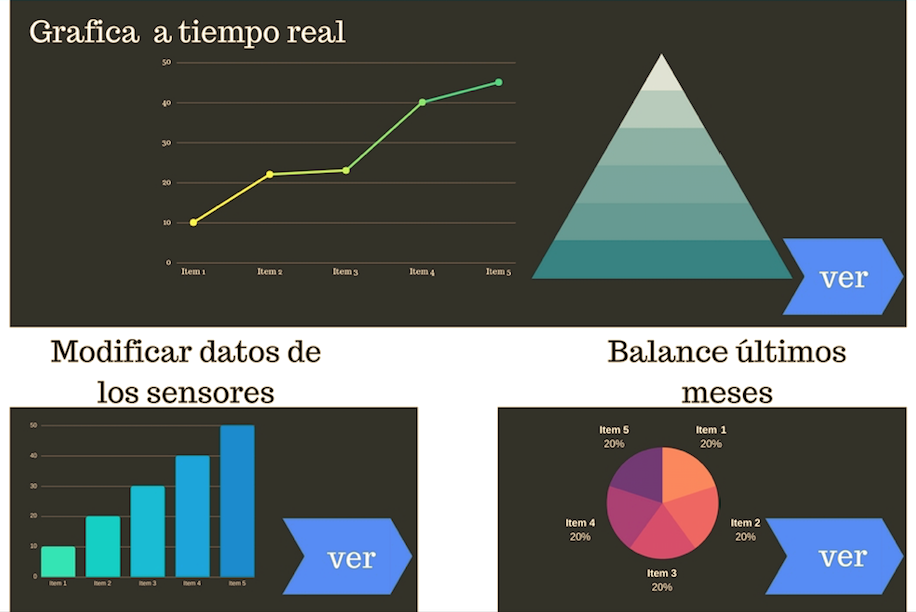 Grafica a tiempo real
50
40
30
20
10
0
Item 1 Item 2 Item 3 Item 4 Item 5
ver
Modificar datos de
los sensores
50
40
30
20
10
0
Item 1 Item 2 Item 3 Item 4 Item 5
ver
Balance últimos
meses
Item 5
20%
Item 1
20%
Item 4
20%
Item 2
20%
Item 3
20%
ver